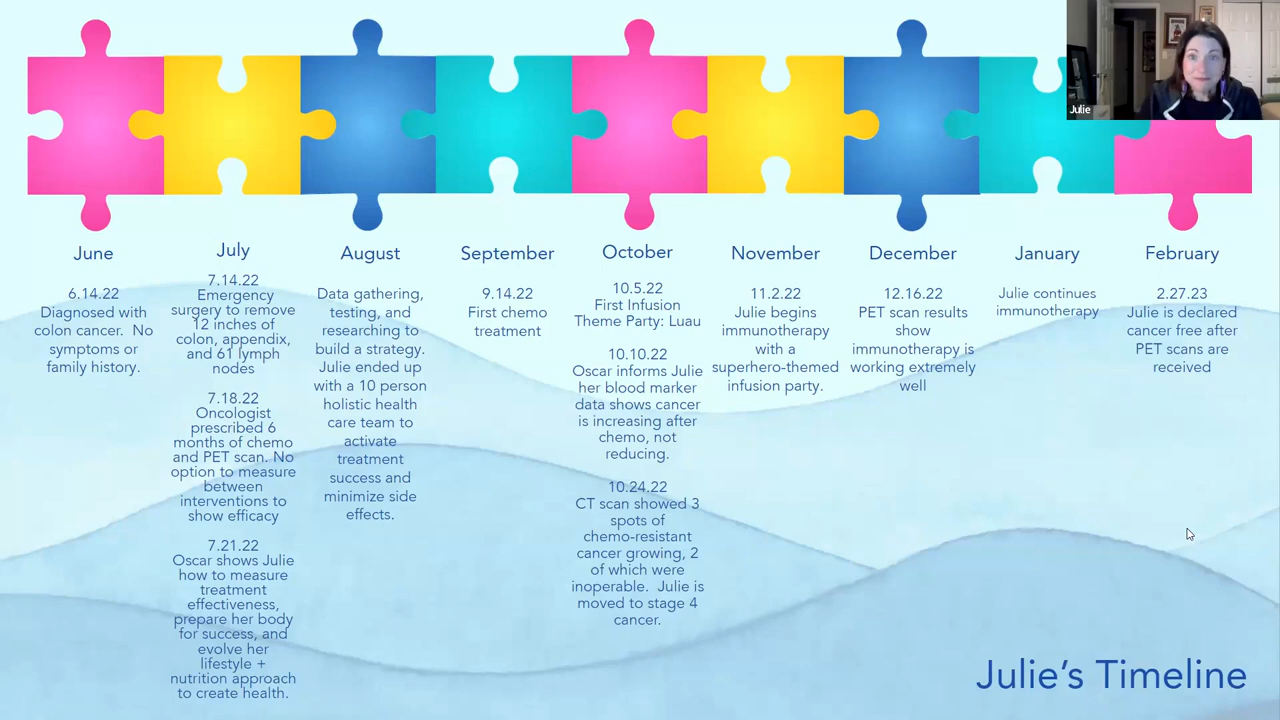 Julie
June
6.14.22
Diagnosed with
colon cancer.  No
symptoms or
family history.
July
7.14.22
Emergency
surgery to remove
12 inches of
colon, appendix,
and 61 lymph
nodes
7.18.22
Oncologist
prescribed 6
months of chemo
and PET scan. No
option to measure
between
interventions to
show efficacy
7.21.22
Oscar shows Julie
how to measure
treatment
effectiveness,
prepare her body
for success, and
evolve her
lifestyle +
nutrition approach
to create health.
August
Data gathering,
testing, and
researching to
build a strategy.
Julie ended up
with a 10 person
holistic health
care team to
activate
treatment
success and
minimize side
effects.
September
9.14.22
First chemo
treatment
October
10.5.22
First Infusion
Theme Party: Luau
10.10.22
Oscar informs Julie
her blood marker
data shows cancer
is increasing after
chemo, not
reducing.
10.24.22
CT scan showed 3
spots of
chemo-resistant
cancer growing, 2
of which were
inoperable.  Julie is
moved to stage 4
cancer.
November
11.2.22
Julie begins
immunotherapy
with a
superhero-themed
infusion party.
December
12.16.22
PET scan results
show
immunotherapy is
working extremely
well
January
Julie continues
immunotherapy
February
2.27.23
Julie is declared
cancer free after
PET scans are
received
Julie's Timeline